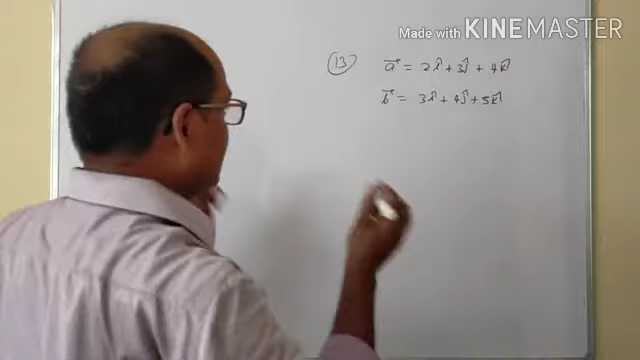 Made with KINEMASTER
(13) a⃗ = 2î + 3ĵ + 4k̂
b⃗ = 3î + 4ĵ + 5k̂